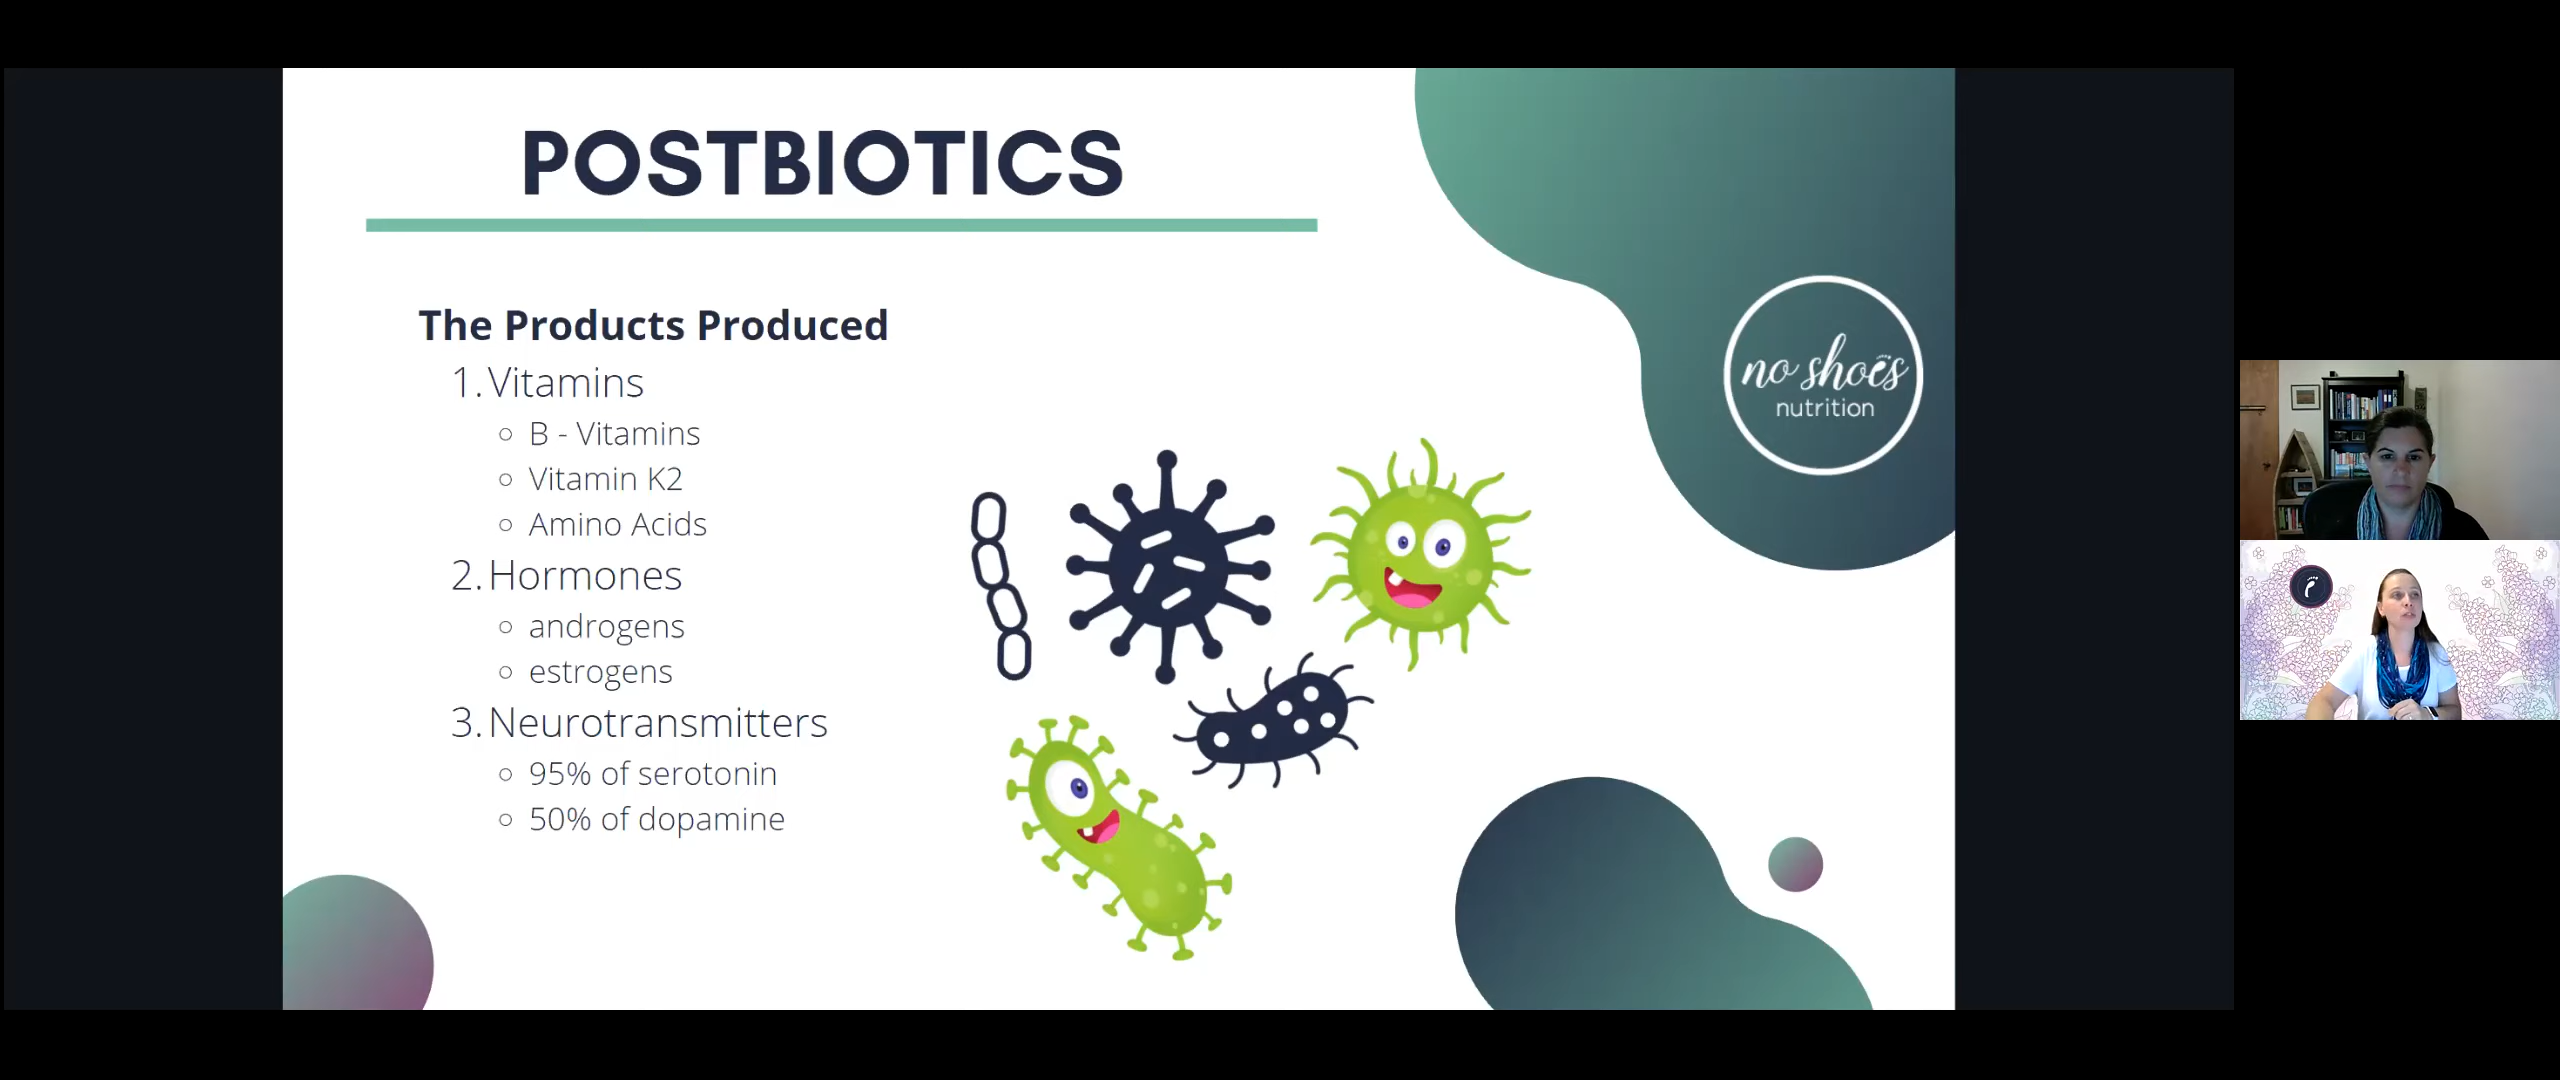 POSTBIOTICS
The Products Produced
1. Vitamins
B - Vitamins
Vitamin K2
Amino Acids
2. Hormones
androgens
estrogens
3. Neurotransmitters
95% of serotonin
50% of dopamine
no shoes
nutrition